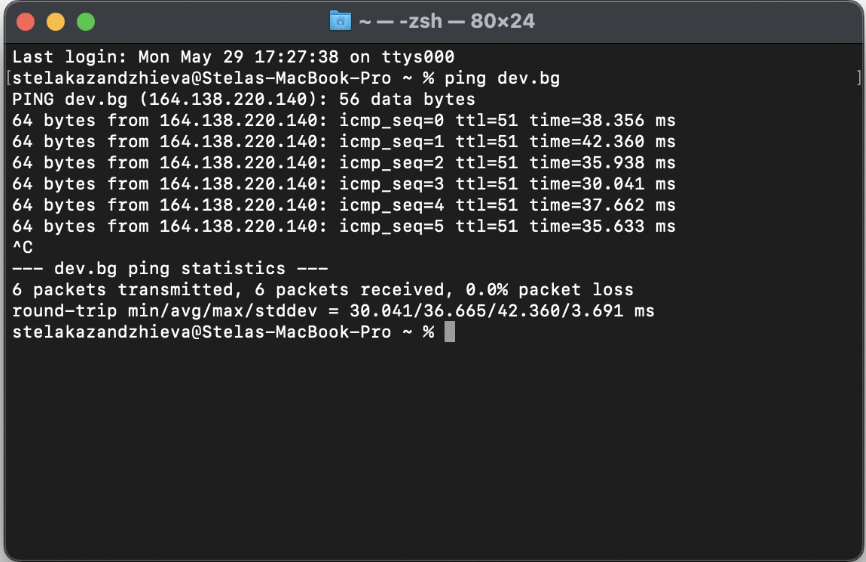 ~ — -zsh — 80×24
Last login: Mon May 29 17:27:38 on ttys000
[stelakazandzhieva@Stelas-MacBook-Pro ~ % ping dev.bg ]
PING dev.bg (164.138.220.140): 56 data bytes
64 bytes from 164.138.220.140: icmp_seq=0 ttl=51 time=38.356 ms
64 bytes from 164.138.220.140: icmp_seq=1 ttl=51 time=42.360 ms
64 bytes from 164.138.220.140: icmp_seq=2 ttl=51 time=35.938 ms
64 bytes from 164.138.220.140: icmp_seq=3 ttl=51 time=30.041 ms
64 bytes from 164.138.220.140: icmp_seq=4 ttl=51 time=37.662 ms
64 bytes from 164.138.220.140: icmp_seq=5 ttl=51 time=35.633 ms
^C
--- dev.bg ping statistics ---
6 packets transmitted, 6 packets received, 0.0% packet loss
round-trip min/avg/max/stddev = 30.041/36.665/42.360/3.691 ms
stelakazandzhieva@Stelas-MacBook-Pro ~ %